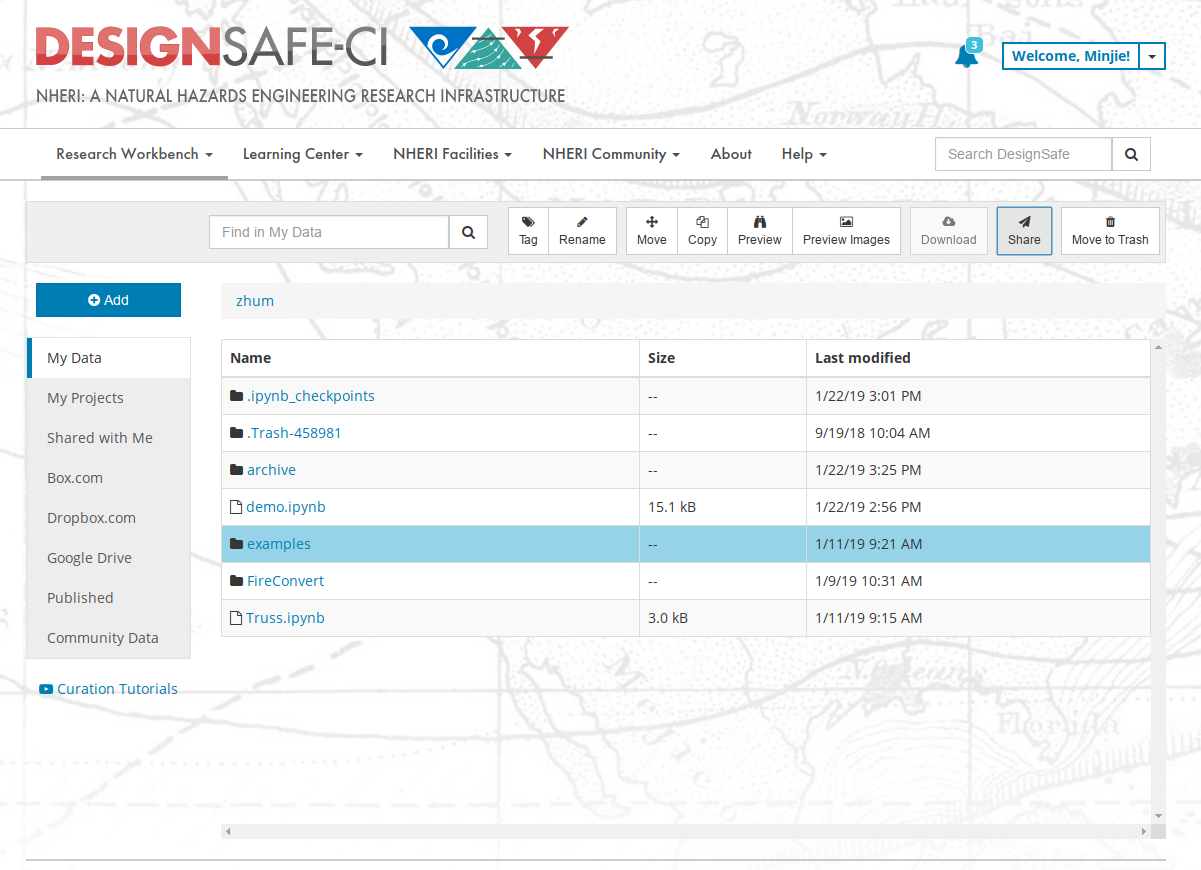 DESIGNSAFE-CI
NHERI: A NATURAL HAZARDS ENGINEERING RESEARCH INFRASTRUCTURE
3
Welcome, Minjie!
Research Workbench Learning Center NHERI Facilities NHERI Community About Help Search DesignSafe
Find in My Data Tag Rename Move Copy Preview Preview Images Download Share Move to Trash
Add
zhum
My Data
My Projects
Shared with Me
Box.com
Dropbox.com
Google Drive
Published
Community Data
Curation Tutorials
Name Size Last modified
.ipynb_checkpoints -- 1/22/19 3:01 PM
.Trash-458981 -- 9/19/18 10:04 AM
archive -- 1/22/19 3:25 PM
demo.ipynb 15.1 kB 1/22/19 2:56 PM
examples -- 1/11/19 9:21 AM
FireConvert -- 1/9/19 10:31 AM
Truss.ipynb 3.0 kB 1/11/19 9:15 AM
Florida